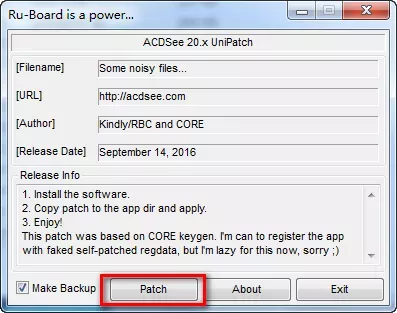 Ru-Board is a power...
ACDSee 20.x UniPatch
[Filename] Some noisy files...
[URL] http://acdsee.com
[Author] Kindly/RBC and CORE
[Release Date] September 14, 2016
Release Info
1. Install the software.
2. Copy patch to the app dir and apply.
3. Enjoy!
This patch was based on CORE keygen. I'm can to register the app
with faked self-patched regdata, but I'm lazy for this now, sorry ;)
Make Backup Patch About Exit